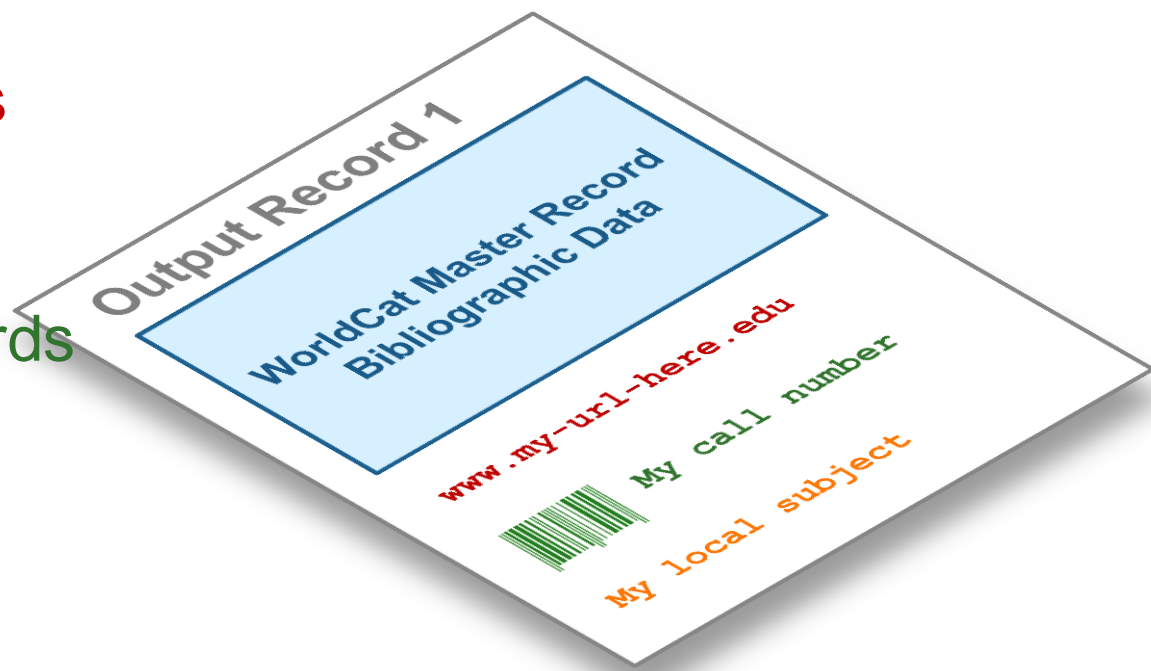 Output Record 1
WorldCat Master Record
Bibliographic Data
www.my-url-here.edu
My call number
My local subject